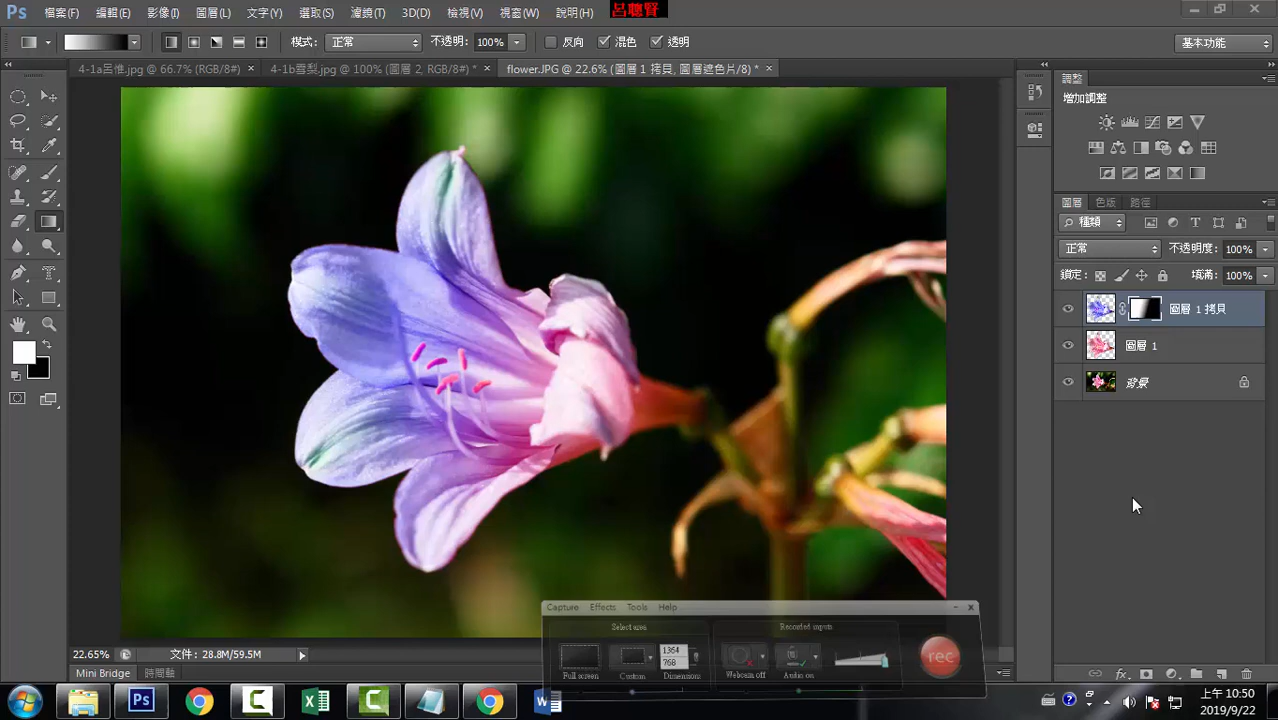 Ps 檔案(F) 編輯(E) 影像(I) 圖層(L) 文字(Y) 選取(S) 濾鏡(T) 3D(D) 檢視(V) 視窗(W) 說明(H) 呂聰賢
模式: 正常 不透明: 100% 反向 混色 透明 基本功能
4-1a呂惟.jpg @ 66.7% (RGB/8#) × 4-1b雪梨.jpg @ 100% (圖層 2, RGB/8#) * × flower.JPG @ 22.6% (圖層 1 拷貝, 圖層遮色片/8) * ×
調整
增加調整
圖層 色版 路徑
種類
正常 不透明度: 100%
鎖定: 填滿: 100%
圖層 1 拷貝
圖層 1
背景
Capture Effects Tools Help
Select area Recorded inputs
1364
768
rec
Full screen Custom Dimensions Webcam off Audio on
22.65% 文件: 28.8M/59.5M
Mini Bridge 時間軸
Ps X W
上午 10:50
2019/9/22